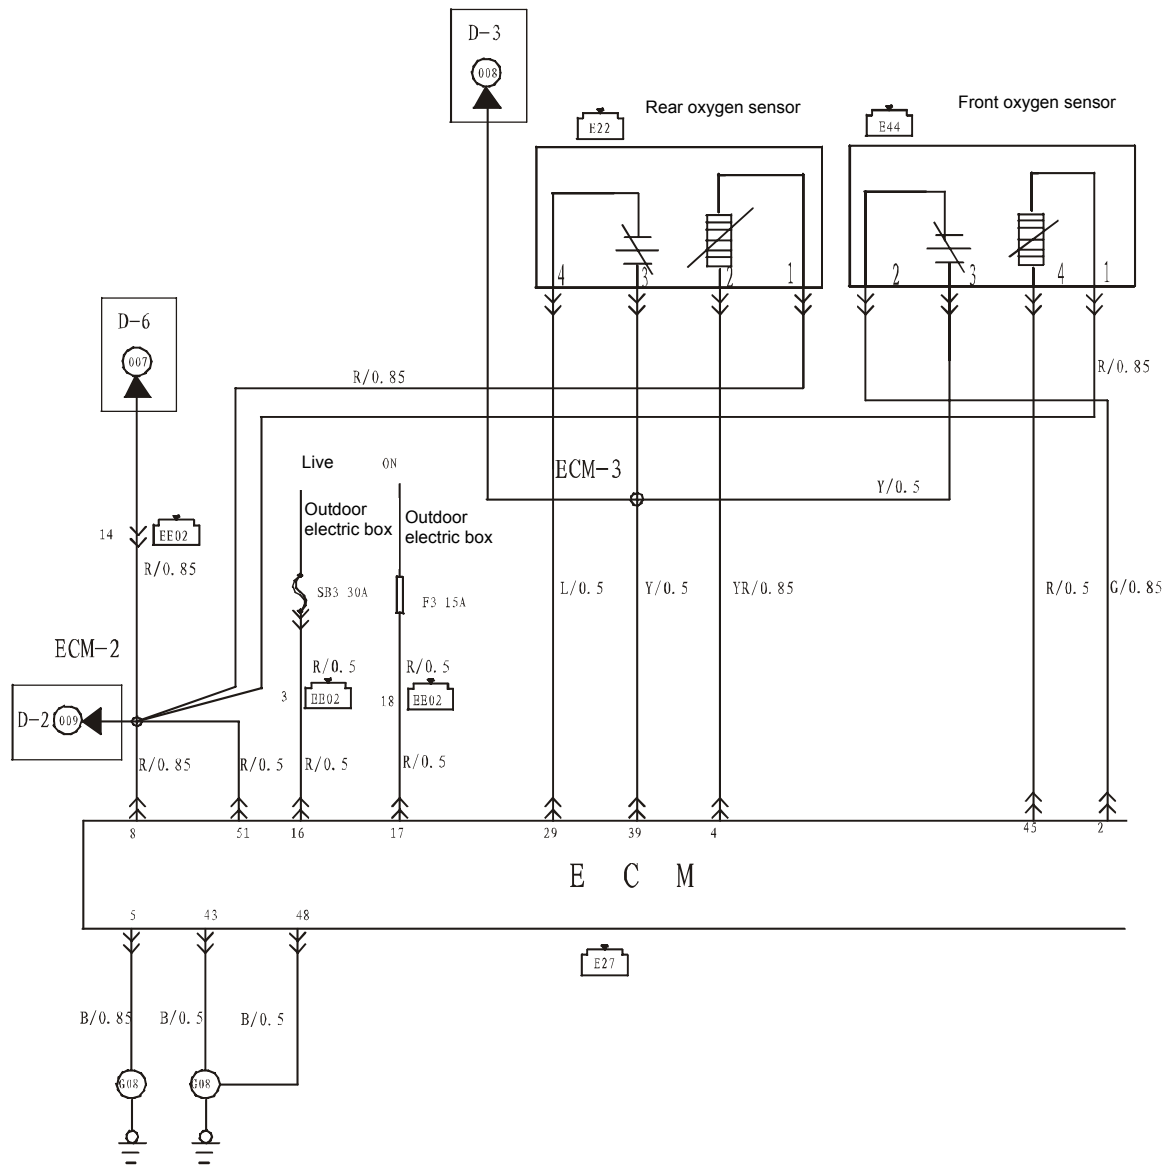 D-3
008
Rear oxygen sensor
Front oxygen sensor
E22
E44
4
3
2
1
2
3
4
1
D-6
007
R/0.85
R/0.85
Live
ON
ECM-3
Y/0.5
Outdoor
electric box
Outdoor
electric box
14
EE02
R/0.85
SB3 30A
F3 15A
L/0.5
Y/0.5
YR/0.85
R/0.5
G/0.85
ECM-2
R/0.5
R/0.5
3
EE02
18
EE02
D-2
009
R/0.85
R/0.5
R/0.5
R/0.5
8
51
16
17
29
39
4
45
2
E C M
5
43
48
E27
B/0.85
B/0.5
B/0.5
G08
G08